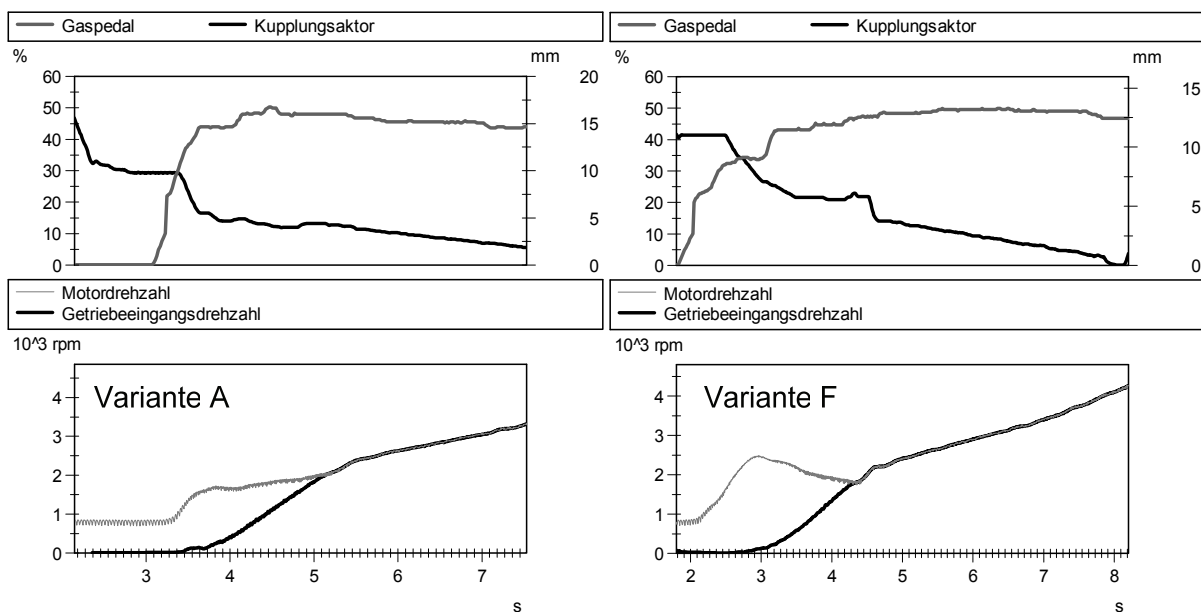 Gaspedal Kupplungsaktor
% mm
60 20
50
40 15
30 10
20
10 5
0 0
Motordrehzahl
Getriebeeingangsdrehzahl
10^3 rpm
4
3
2
1
0
Variante A
3 4 5 6 7
s
Gaspedal Kupplungsaktor
% mm
60
50 15
40
30 10
20
10 5
0 0
Motordrehzahl
Getriebeeingangsdrehzahl
10^3 rpm
4
3
2
1
0
Variante F
2 3 4 5 6 7 8
s